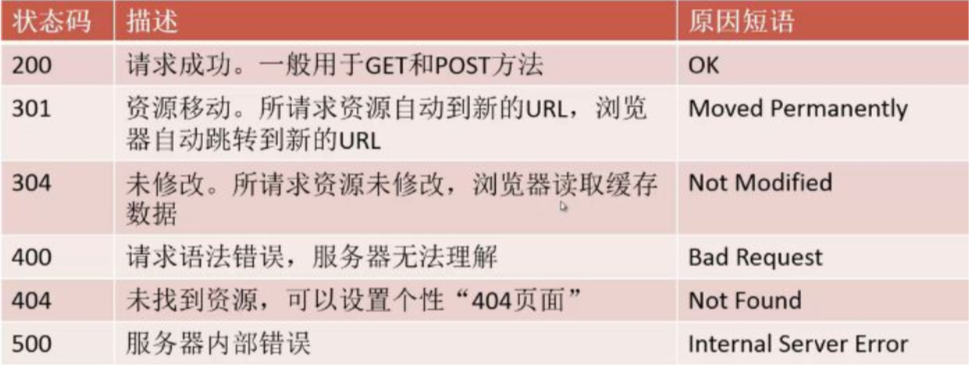 状态码 描述 原因短语
200 请求成功。一般用于GET和POST方法 OK
301 资源移动。所请求资源自动到新的URL，浏览 Moved Permanently
器自动跳转到新的URL
304 未修改。所请求资源未修改，浏览器读取缓存 Not Modified
数据
400 请求语法错误，服务器无法理解 Bad Request
404 未找到资源，可以设置个性“404页面” Not Found
500 服务器内部错误 Internal Server Error